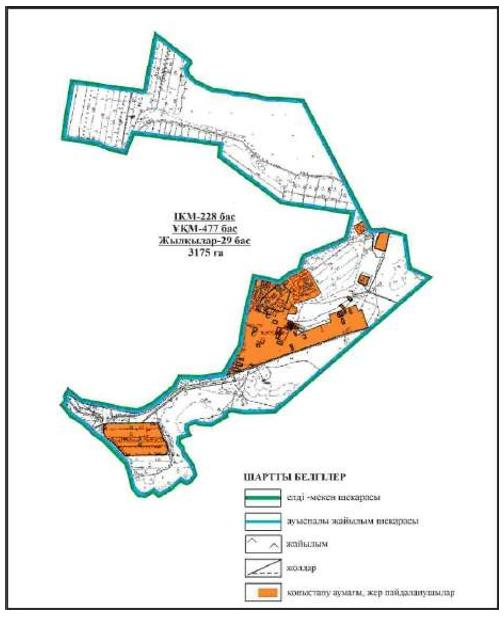 ІҚМ-228 бас
ҰҚМ-477 бас
Жылқылар-29 бас
3175 га
ШАРТТЫ БЕЛГІЛЕР
елді -мекен шекарасы
ауыспалы жайылым шекарасы
жайылым
жолдар
қоныстану аумағы, жер пайдаланушылар